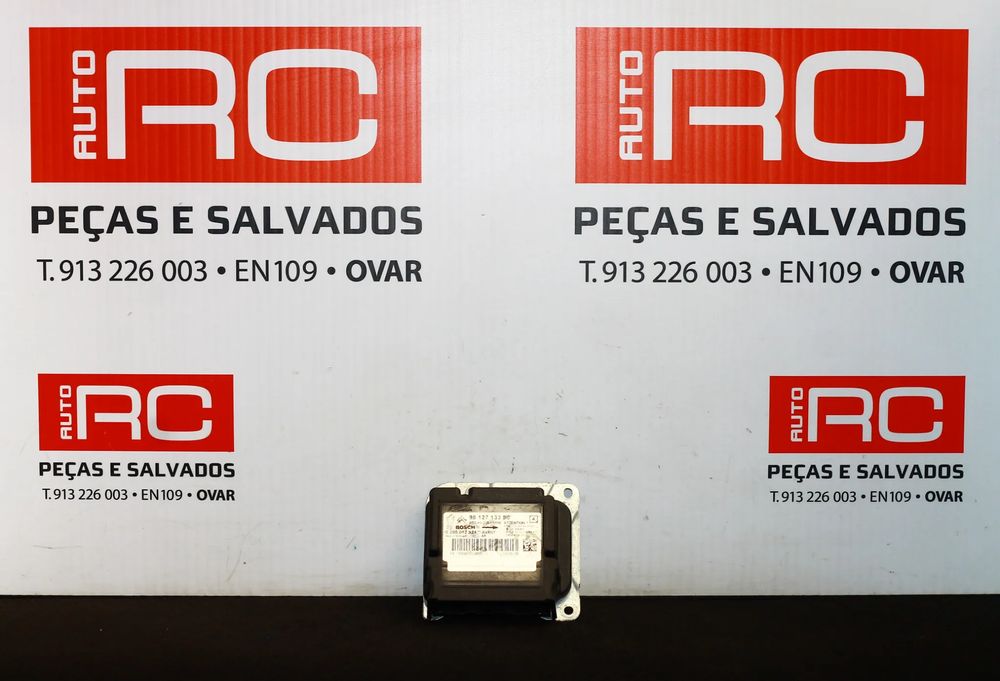 AUTO RC
AUTO RC
PEÇAS E SALVADOS
PEÇAS E SALVADOS
T. 913 226 003 • EN109 • OVAR
T. 913 226 003 • EN109 • OVAR
AUTO RC
AUTO RC
PEÇAS E SALVADOS
PEÇAS E SALVADOS
T. 913 226 003 • EN109 • OVAR
T. 913 226 003 • EN109 • OVAR
BOSCH